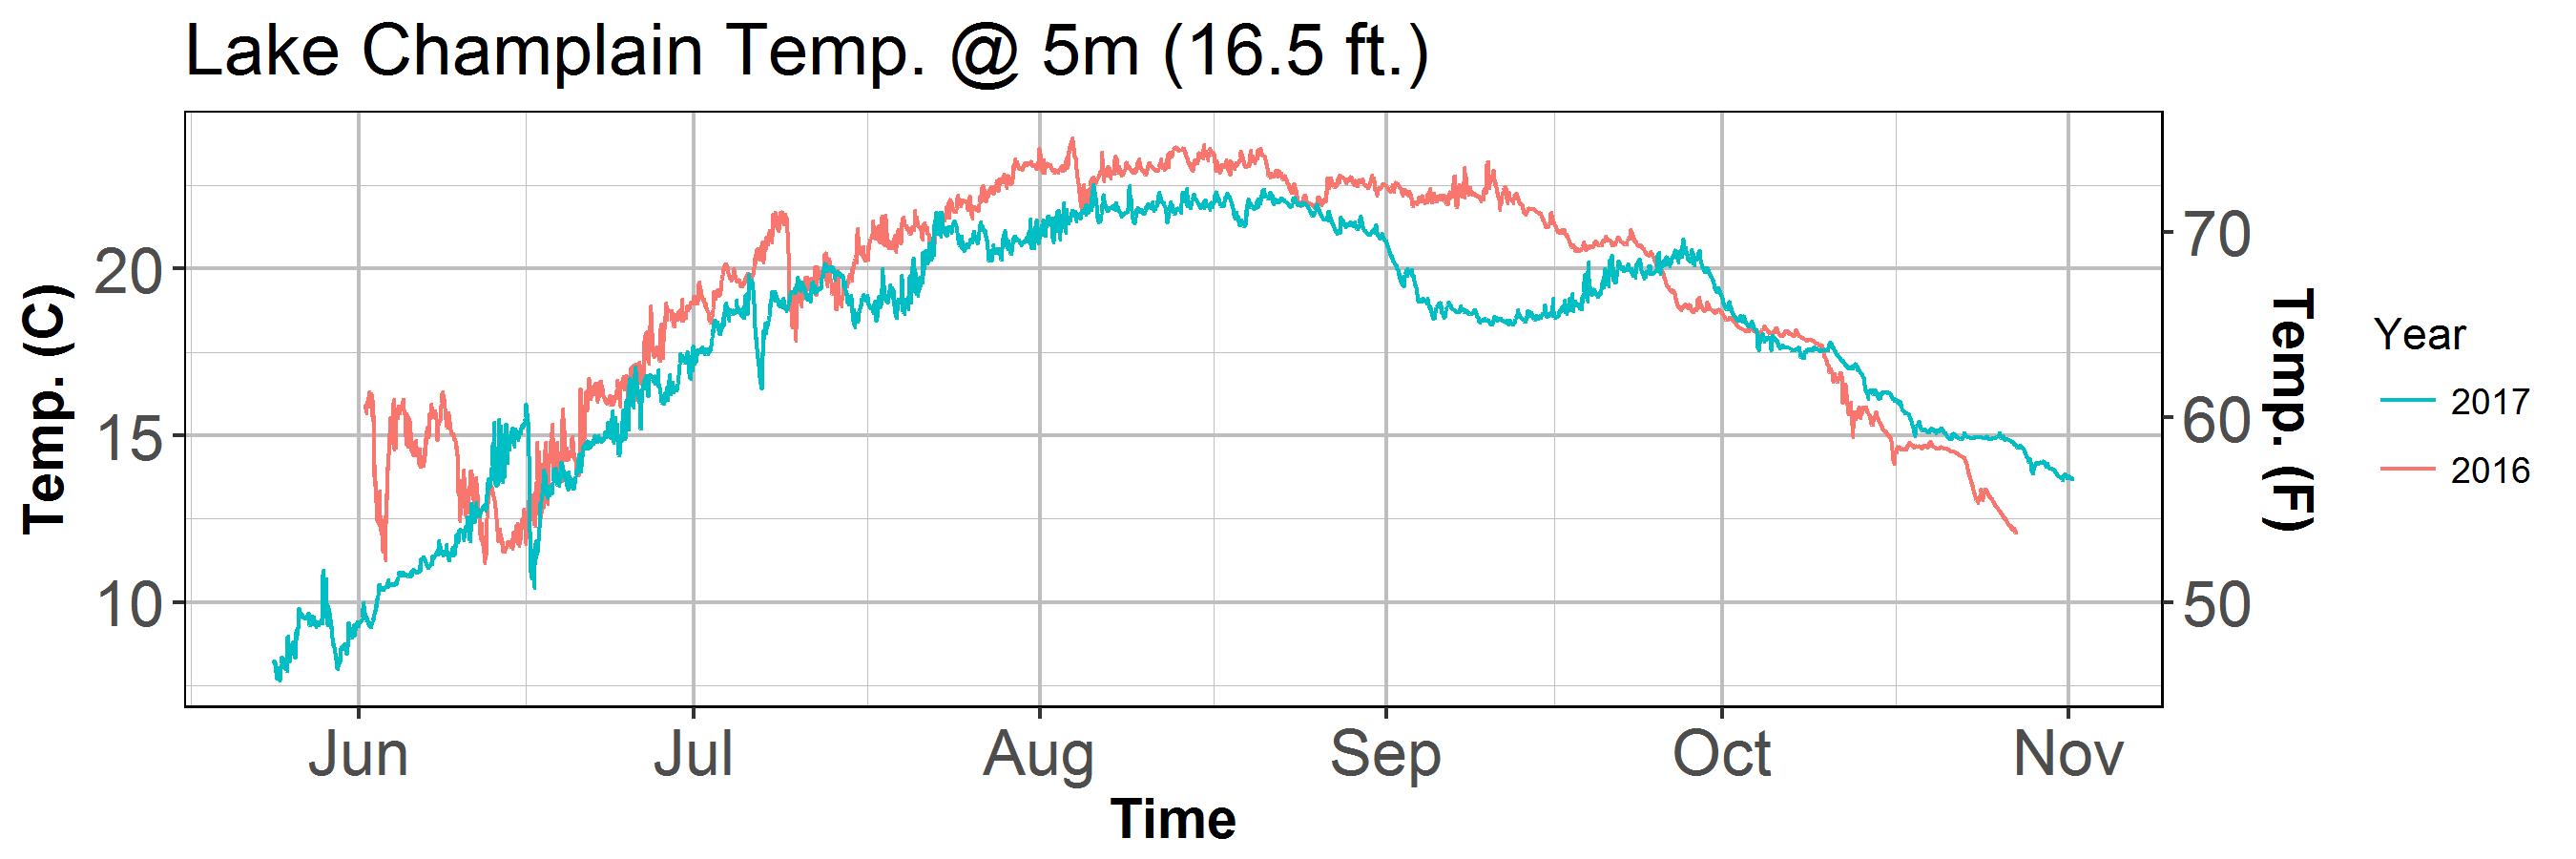 Lake Champlain Temp. @ 5m (16.5 ft.)
Temp. (C)
20
15
10
70
60
50
Temp. (F)
Jun Jul Aug Sep Oct Nov
Time
Year
2017
2016